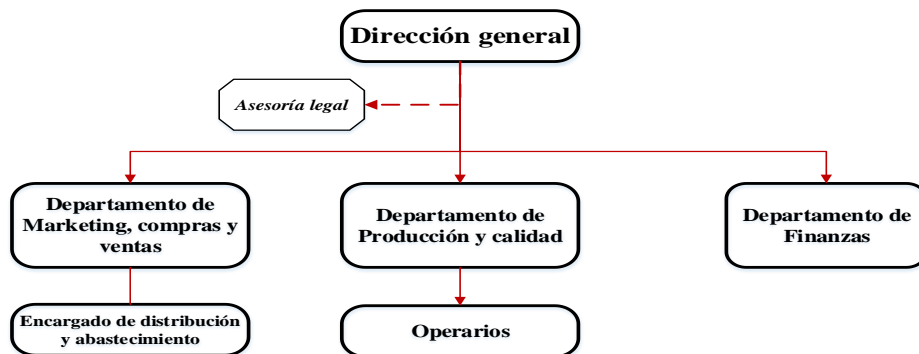 Dirección general
Asesoría legal
Departamento de
Marketing, compras y
ventas
Departamento de
Producción y calidad
Departamento de
Finanzas
Encargado de distribución
y abastecimiento
Operarios